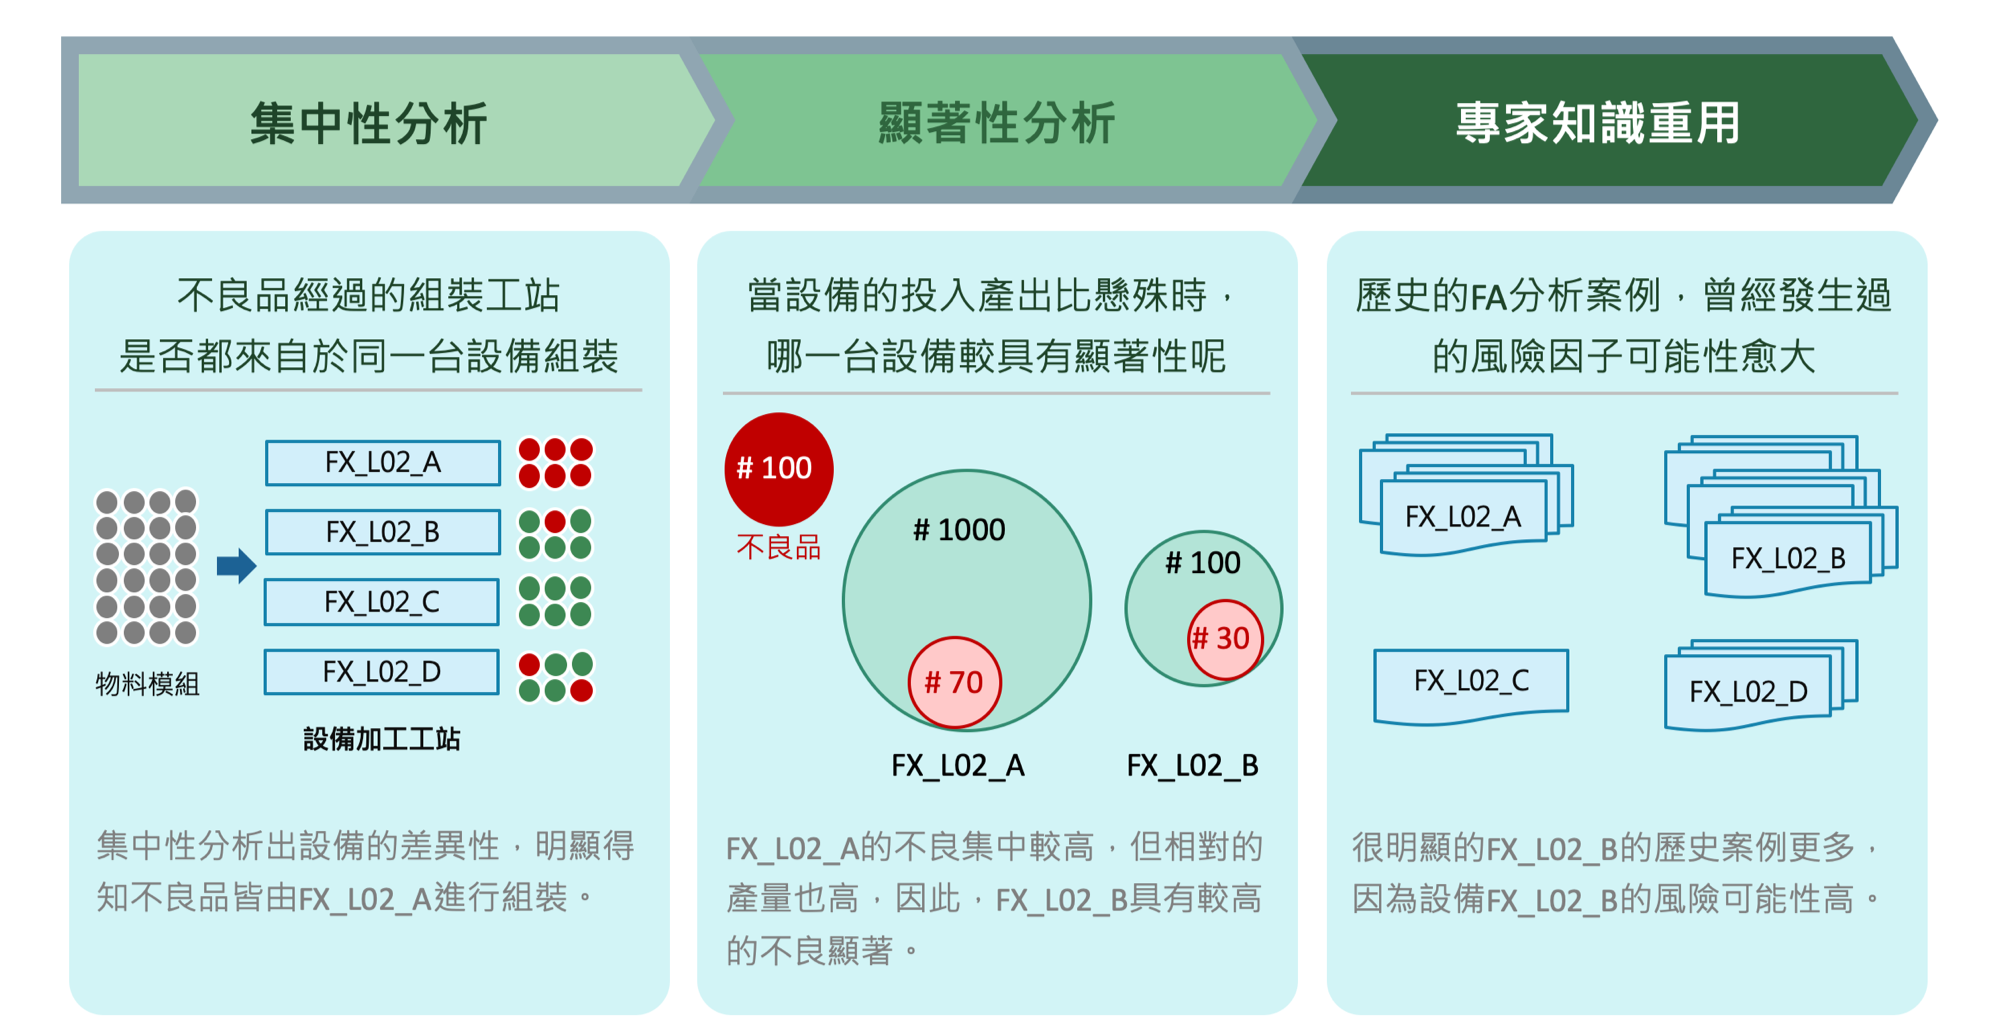 集中性分析
顯著性分析
專家知識重用
不良品經過的組裝工站
是否都來自於同一台設備組裝
FX_L02_A
FX_L02_B
FX_L02_C
FX_L02_D
物料模組
設備加工工站
集中性分析出設備的差異性，明顯得
知不良品皆由FX_L02_A進行組裝。
當設備的投入產出比懸殊時，
哪一台設備較具有顯著性呢
# 100
不良品
# 1000
# 70
FX_L02_A
# 100
# 30
FX_L02_B
FX_L02_A的不良集中較高，但相對的
產量也高，因此，FX_L02_B具有較高
的不良顯著。
歷史的FA分析案例，曾經發生過
的風險因子可能性愈大
FX_L02_A
FX_L02_B
FX_L02_C
FX_L02_D
很明顯的FX_L02_B的歷史案例更多，
因為設備FX_L02_B的風險可能性高。